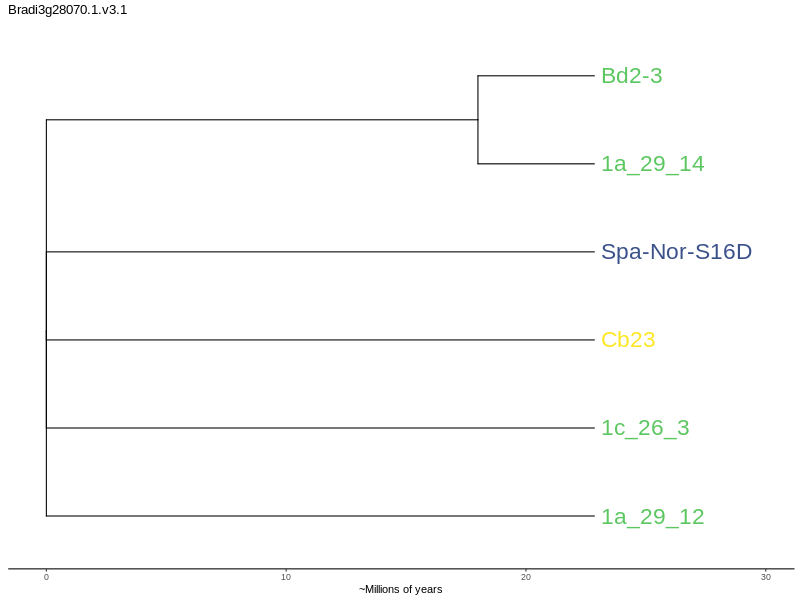 Bradi3g28070.1.v3.1
Bd2-3
1a_29_14
Spa-Nor-S16D
Cb23
1c_26_3
1a_29_12
0 10 20 30
~Millions of years